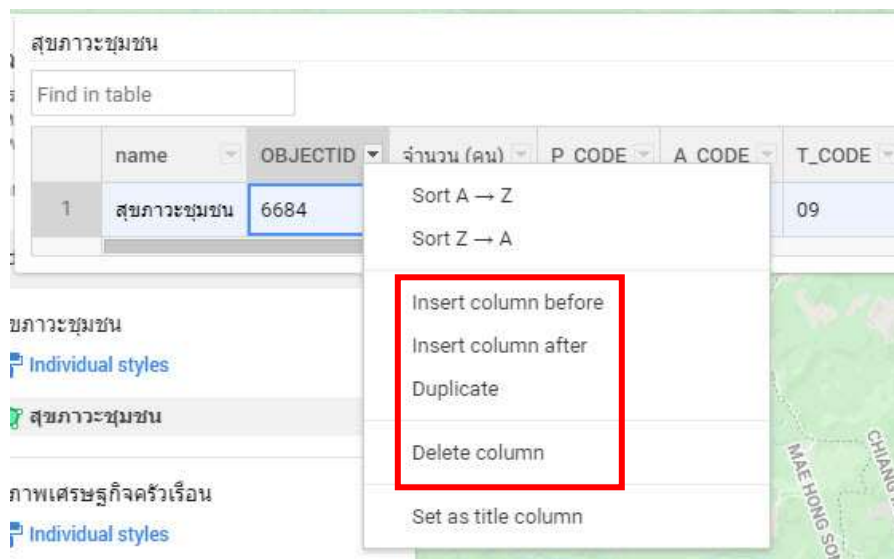 สุขภาวะชุมชน
Find in table
name OBJECTID จำนวน (คน) P_CODE A_CODE T_CODE
1 สุขภาวะชุมชน 6684 09
Sort A → Z
Sort Z → A
Insert column before
Insert column after
Duplicate
Delete column
Set as title column
ขภาวะชุมชน
Individual styles
สุขภาวะชุมชน
ภาพเศรษฐกิจครัวเรือน
Individual styles
MAE HONG SON
CHIANG